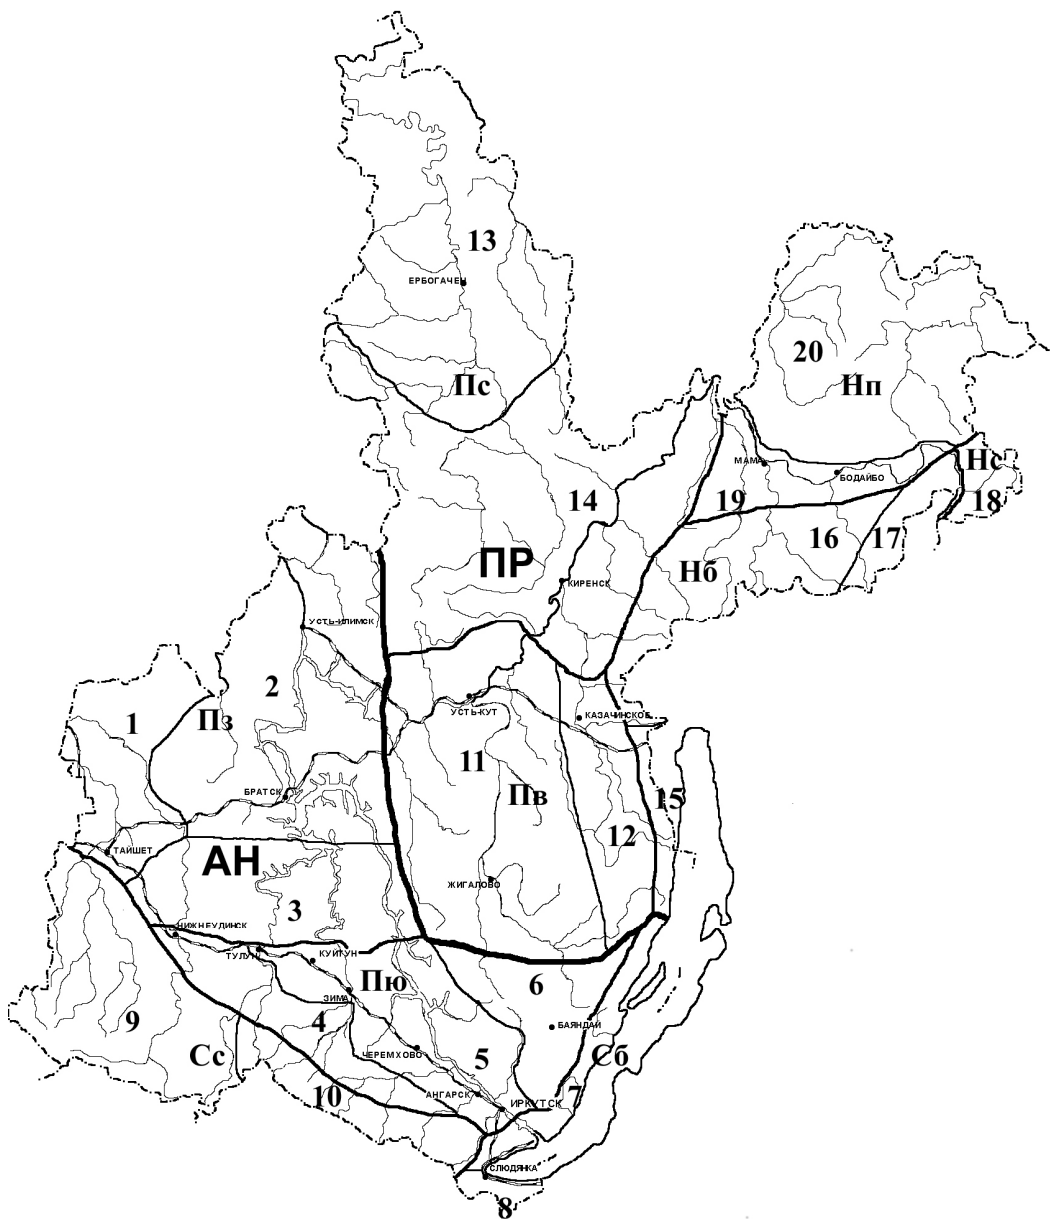 13
ЕРБОГАЧЕН
20
Пс
Нп
МАМА
Нс
БОДАЙБО
14
19
18
16
17
ПР
Нб
КИРЕНСК
УСТЬ-ИЛИМСК
2
1
Пз
УСТЬ-КУТ
КАЗАЧИНСКОЕ
11
БРАТСК
Пв
15
12
ТАЙШЕТ
АН
ЖИГАЛОВО
3
НИЖНЕУДИНСК
ТУЛУН
КУЙТУН
Пю
6
ЗИМА
9
4
БАЯНДАЙ
Сс
ЧЕРЕМХОВО
5
Сб
10
АНГАРСК
ИРКУТСК
7
СЛЮДЯНКА
8